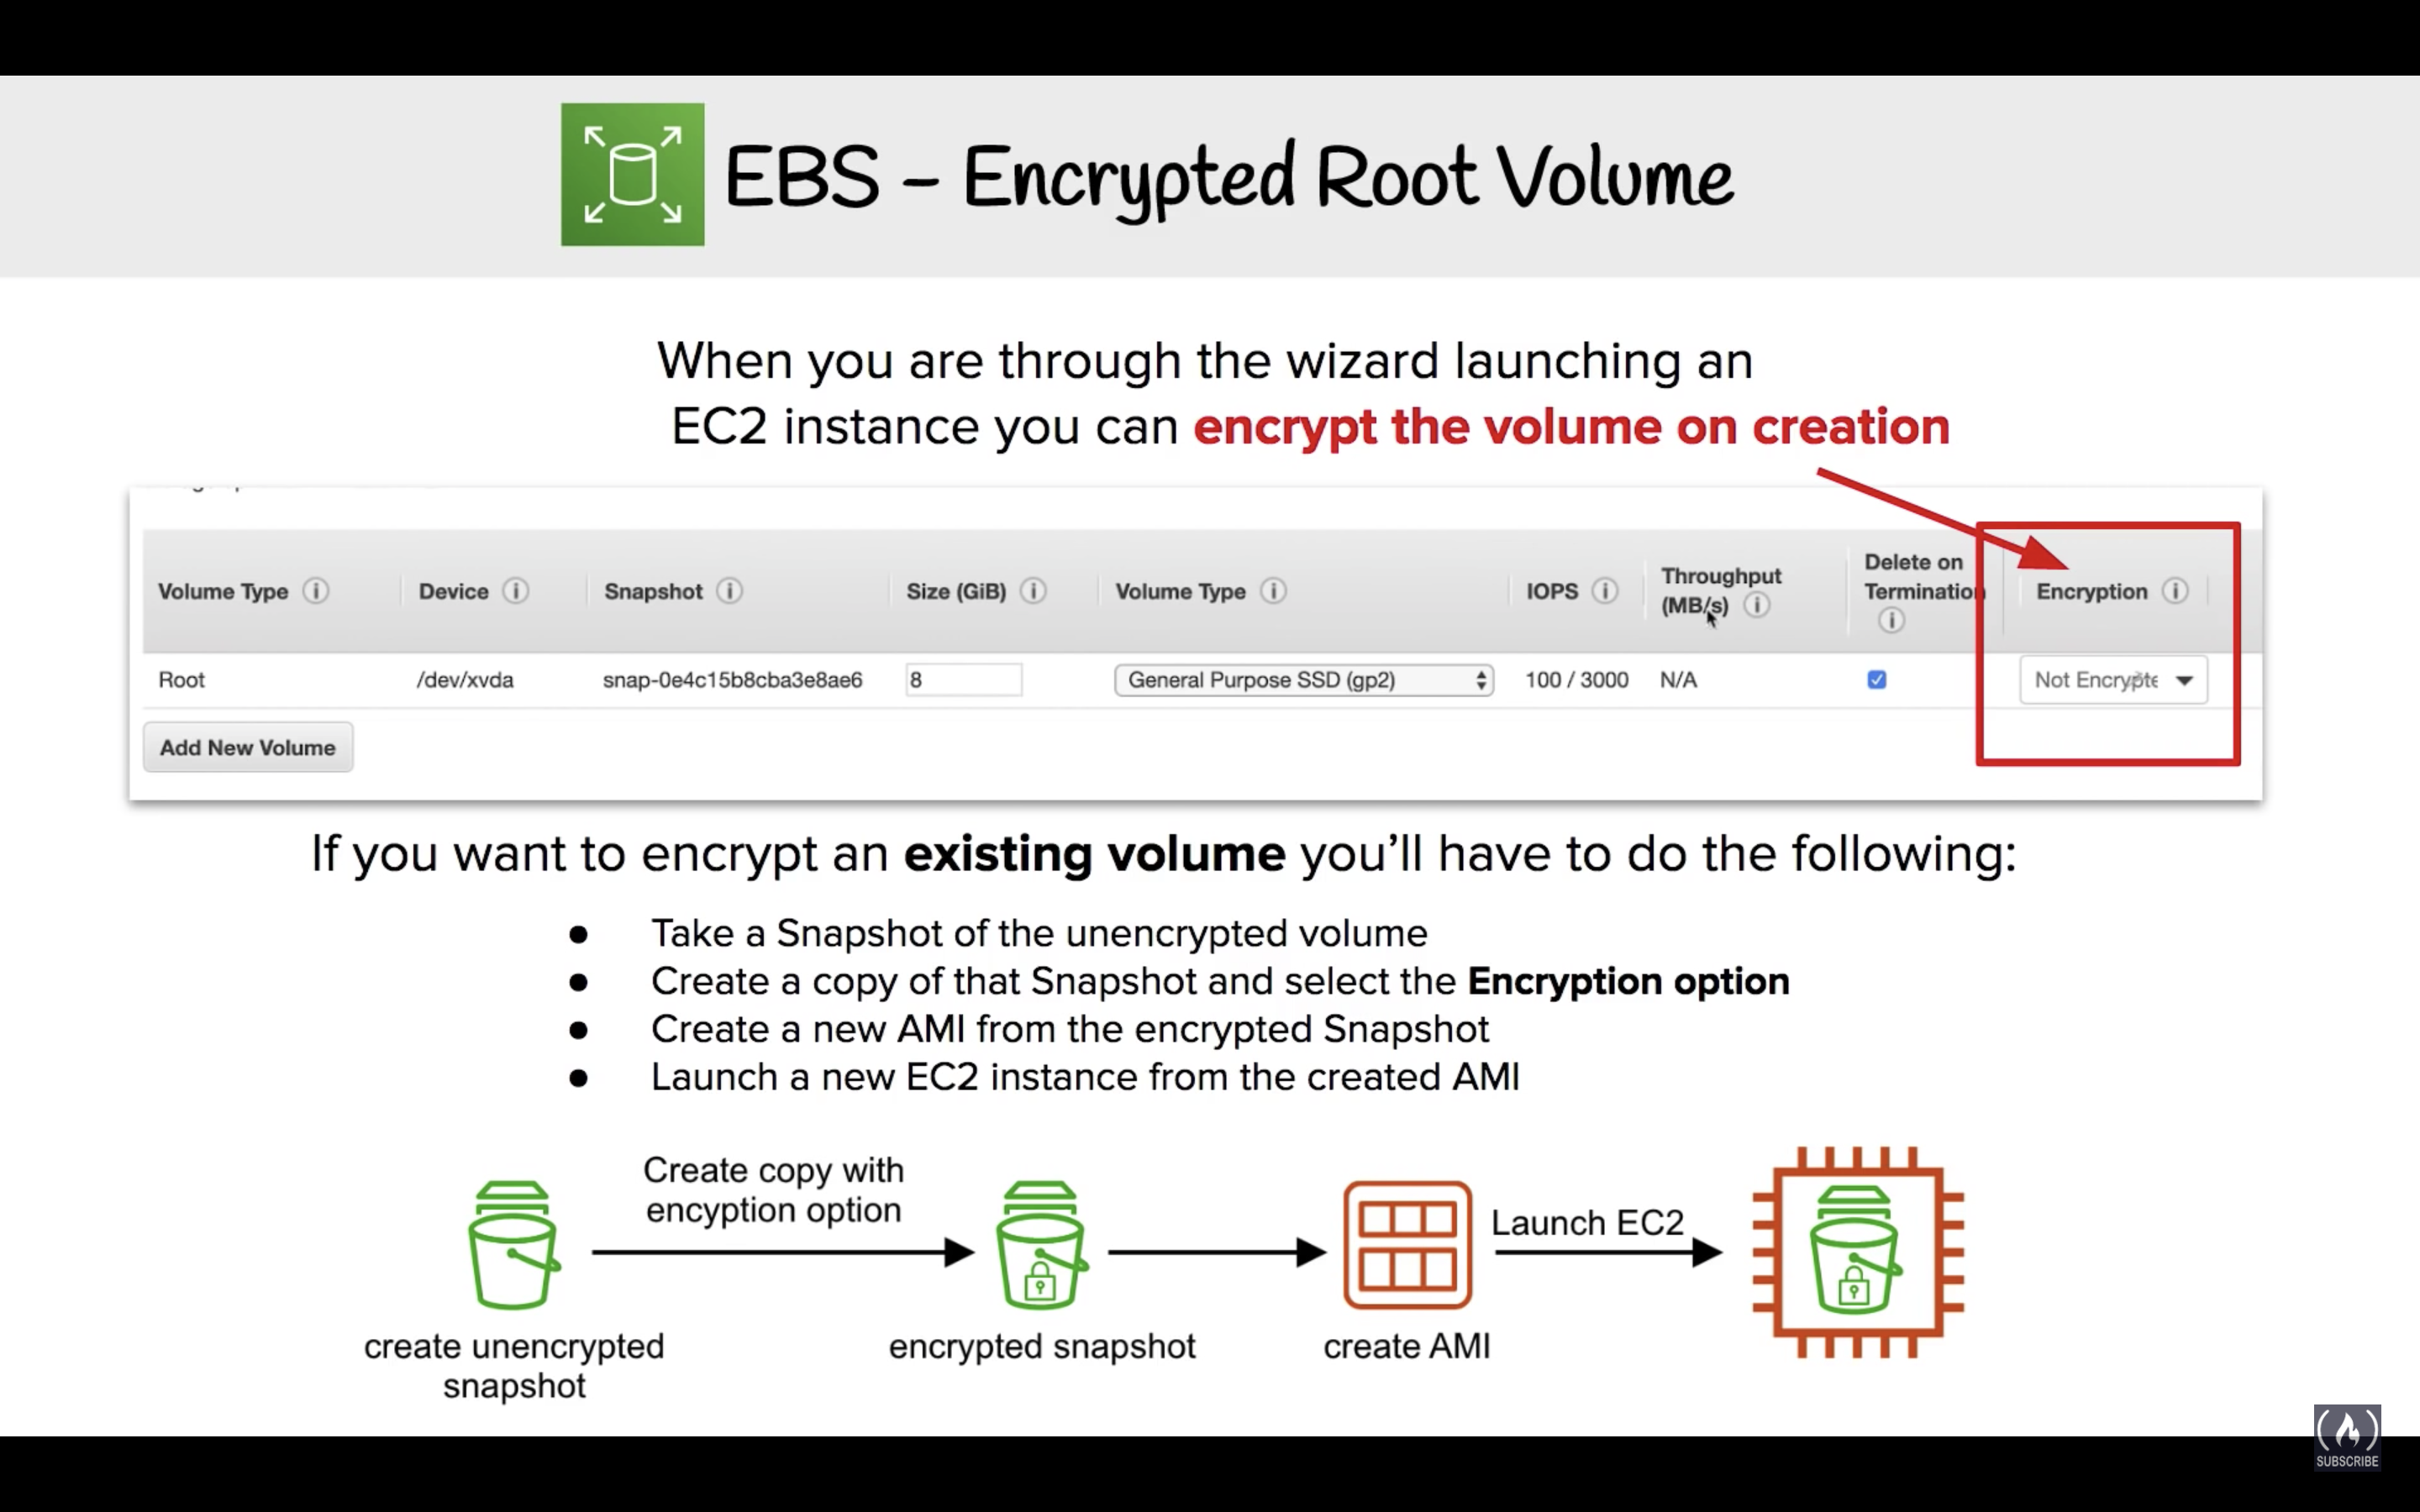 EBS – Encrypted Root Volume
When you are through the wizard launching an
EC2 instance you can encrypt the volume on creation
Volume Type
Device
Snapshot
Size (GiB)
Volume Type
IOPS
Throughput
(MB/s)
Delete on
Termination
Encryption
Root
/dev/xvda
snap-0e4c15b8cba3e8ae6
8
General Purpose SSD (gp2)
100 / 3000
N/A
Not Encrypte
Add New Volume
If you want to encrypt an existing volume you’ll have to do the following:
● Take a Snapshot of the unencrypted volume
● Create a copy of that Snapshot and select the Encryption option
● Create a new AMI from the encrypted Snapshot
● Launch a new EC2 instance from the created AMI
Create copy with
encyption option
Launch EC2
create unencrypted
snapshot
encrypted snapshot
create AMI
SUBSCRIBE